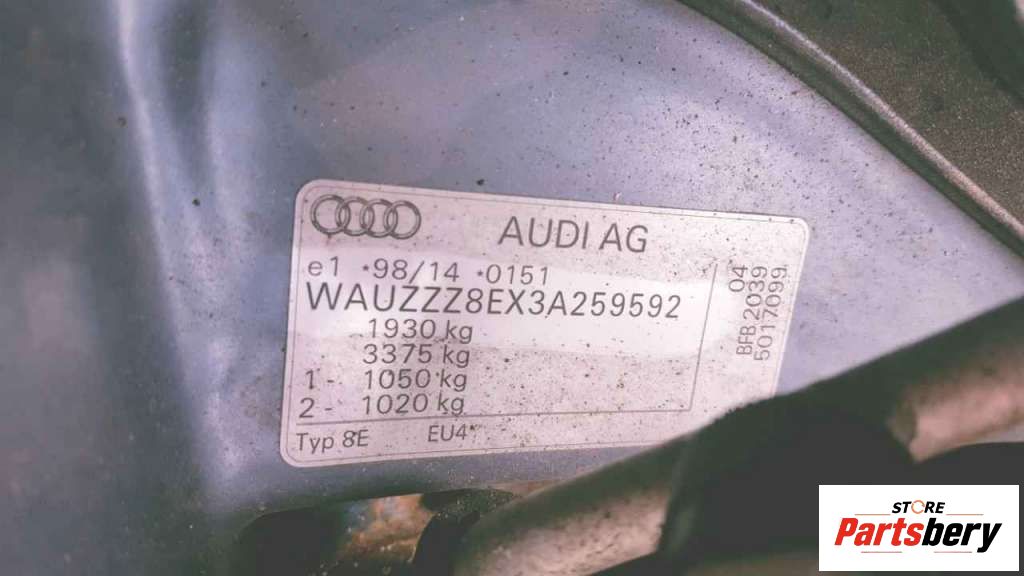 AUDI AG
e1 *98/14 *0151
WAUZZZ8EX3A259592
1930 kg
3375 kg
1- 1050 kg
2- 1020 kg
Typ 8E EU4*
04
BFB.2039
5017099
STORE
Partsbery